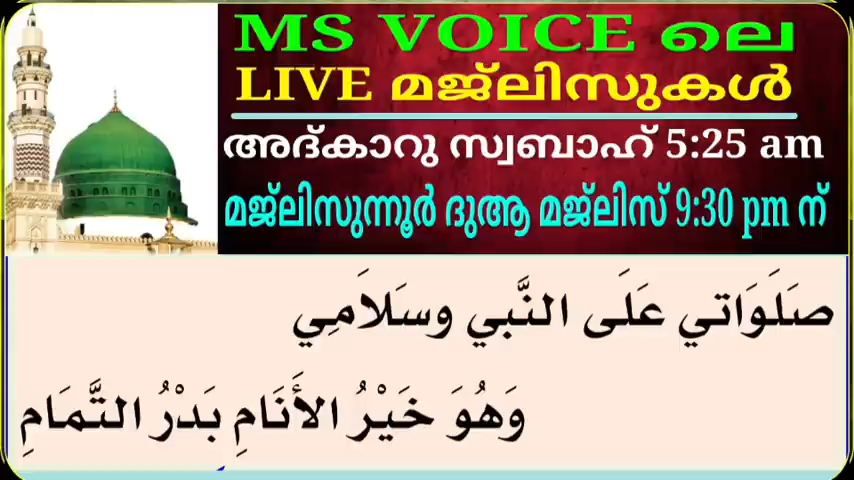 MS VOICE ലെ
LIVE മജ്ലിസുകൾ
അദ്കാറു സ്വബാഹ് 5:25 am
മജ്ലിസുന്നൂർ ദുആ മജ്ലിസ് 9:30 pm ന്
صَلَوَاتي عَلَى النَّبي وسَلاَمِي
وَهُوَ خَيْرُ الأَنَامِ بَدْرُ التَّمَامِ